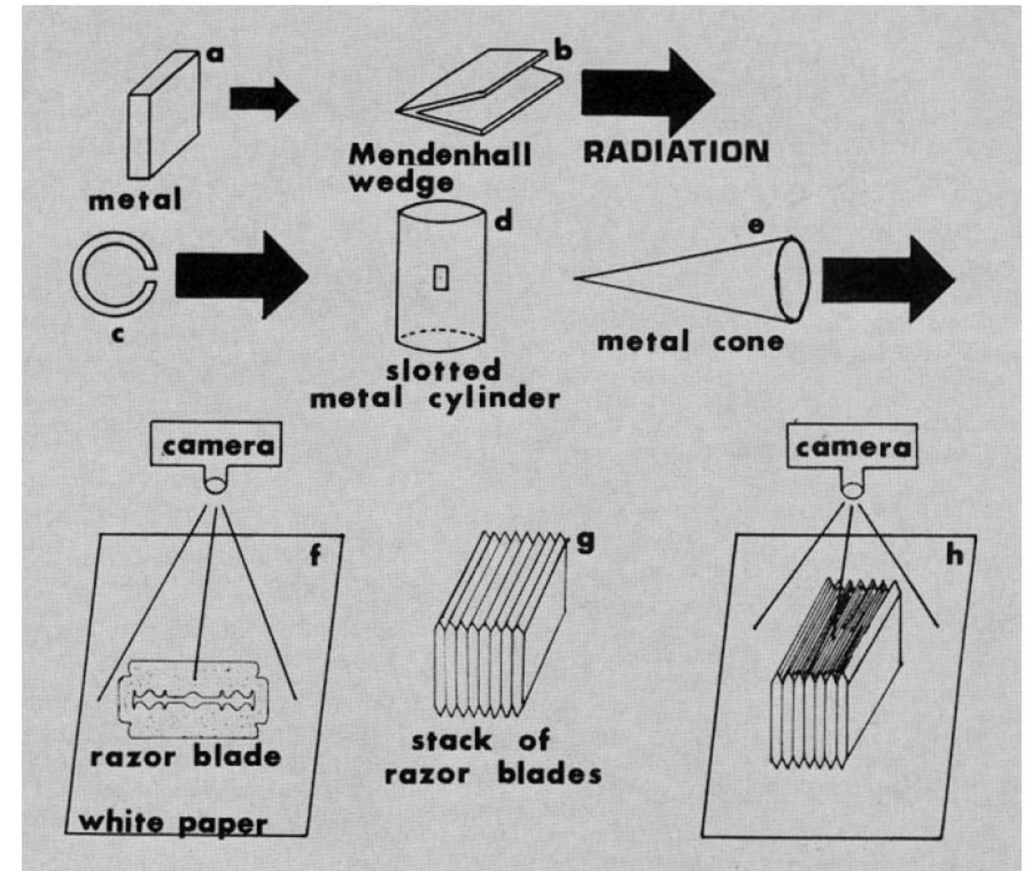 a
b
metal
Mendenhall
wedge
RADIATION
c
d
e
slotted
metal cylinder
metal cone
camera
camera
f
g
h
razor blade
stack of
razor blades
white paper